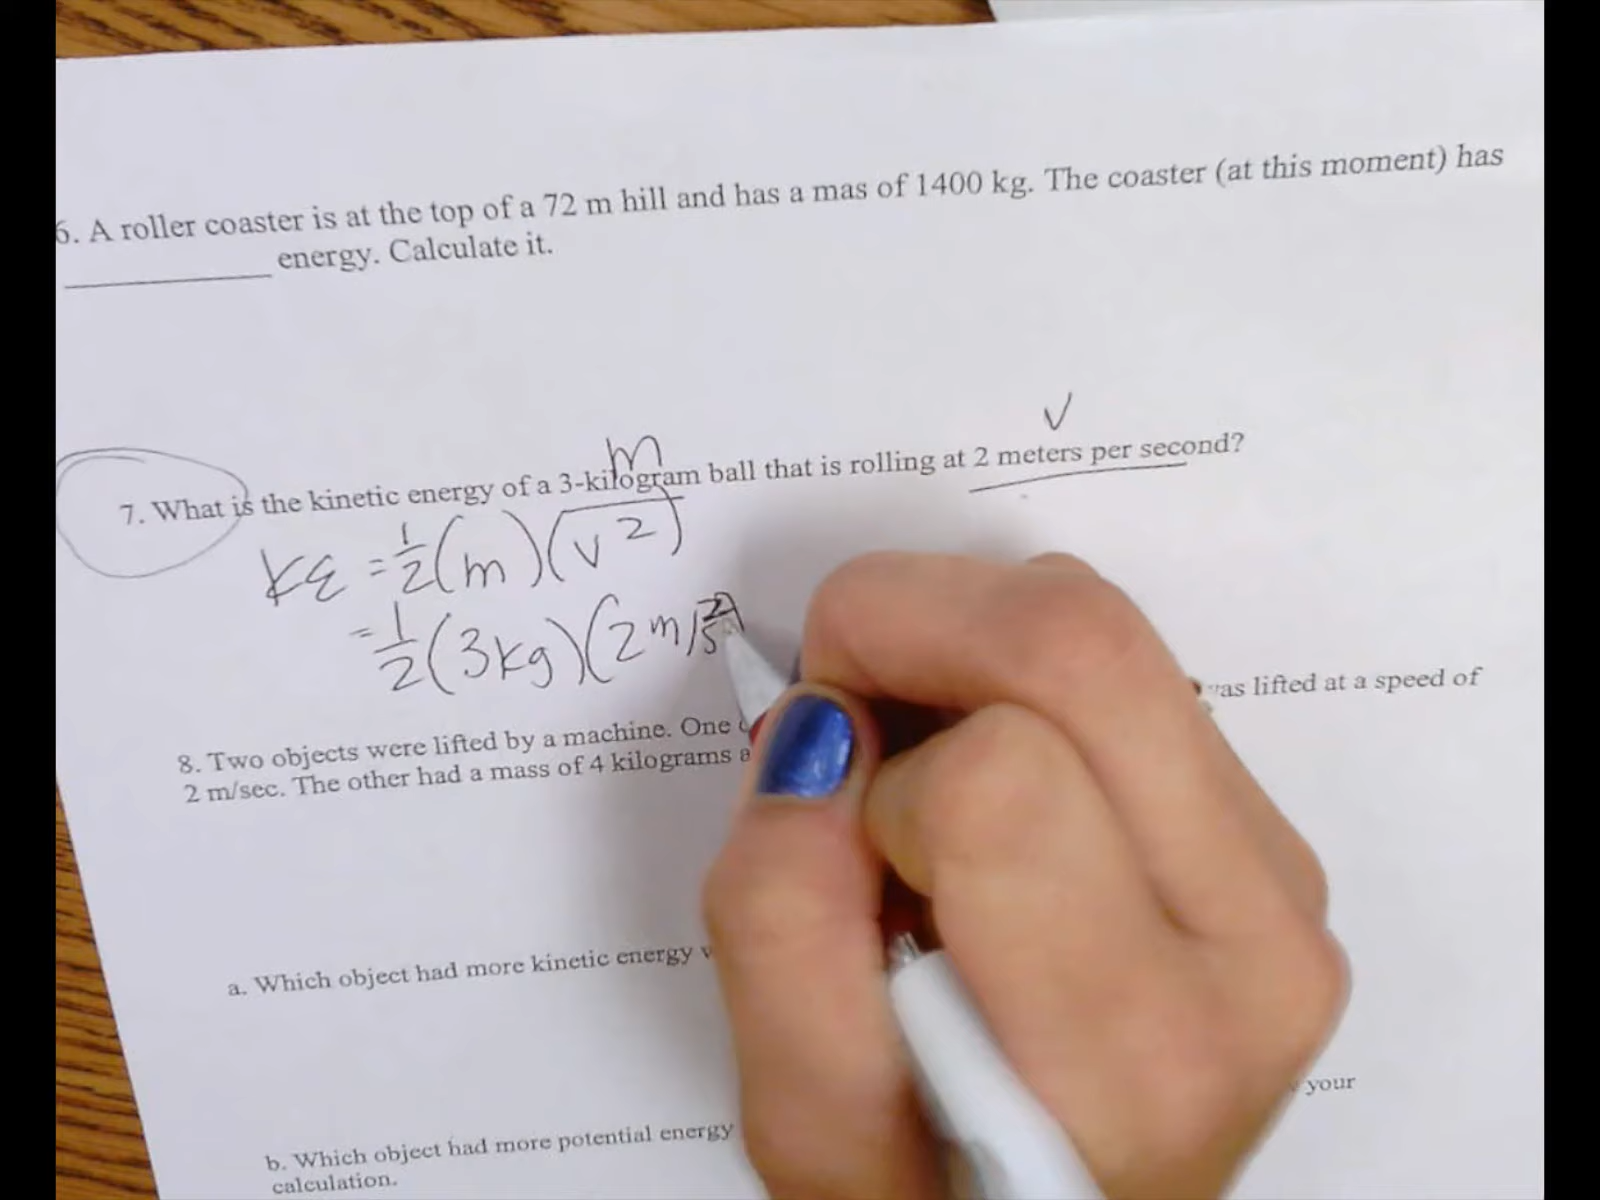 6. A roller coaster is at the top of a 72 m hill and has a mas of 1400 kg. The coaster (at this moment) has
____________ energy. Calculate it.
v
m
7. What is the kinetic energy of a 3-kilogram ball that is rolling at 2 meters per second?
KE = 1/2 (m)(v²)
= 1/2 (3kg)(2 m/s²)
8. Two objects were lifted by a machine. One was lifted at a speed of
2 m/sec. The other had a mass of 4 kilograms
a. Which object had more kinetic energy
your
b. Which object had more potential energy
calculation.